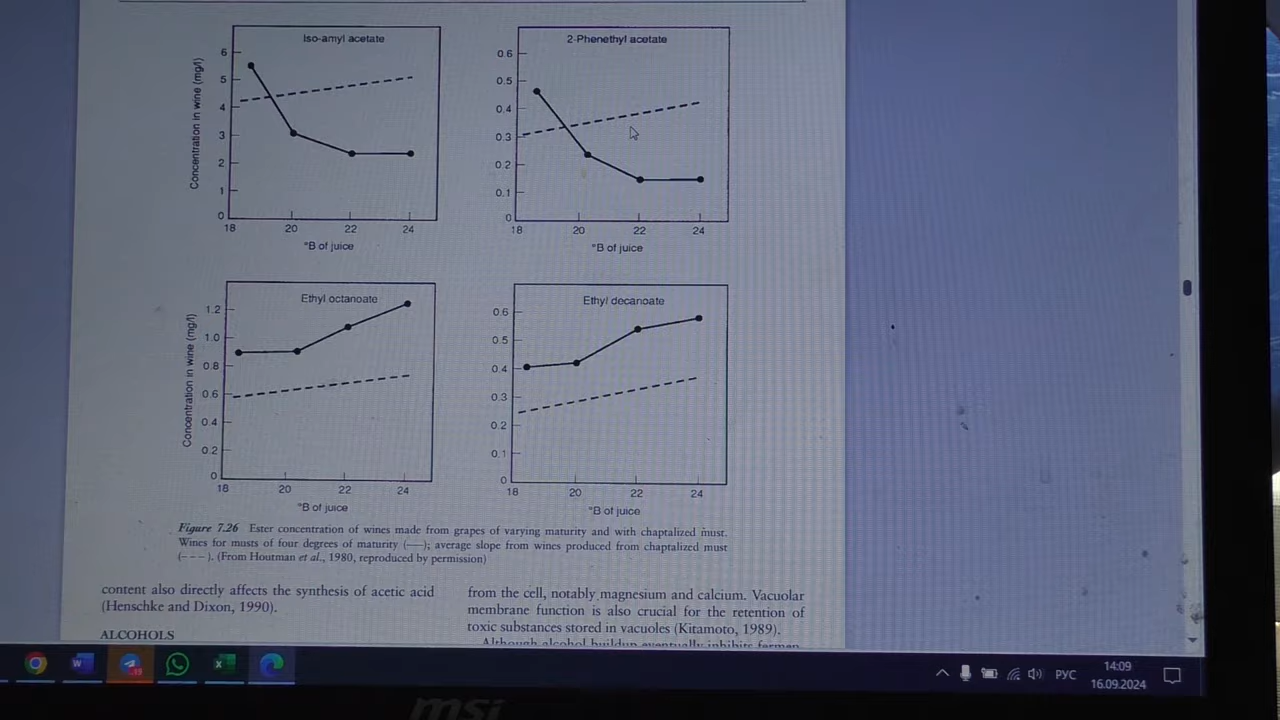 Iso-amyl acetate
Concentration in wine (mg/l)
6
5
4
3
2
1
0
18 20 22 24
°B of juice
2-Phenethyl acetate
0.6
0.5
0.4
0.3
0.2
0.1
0
18 20 22 24
°B of juice
Ethyl octanoate
Concentration in wine (mg/l)
1.2
1.0
0.8
0.6
0.4
0.2
0
18 20 22 24
°B of juice
Ethyl decanoate
0.6
0.5
0.4
0.3
0.2
0.1
0
18 20 22 24
°B of juice
Figure 7.26 Ester concentration of wines made from grapes of varying maturity and with chaptalized must.
Wines for musts of four degrees of maturity (—); average slope from wines produced from chaptalized must
(– – –). (From Houtman et al., 1980, reproduced by permission)
content also directly affects the synthesis of acetic acid
(Henschke and Dixon, 1990).
ALCOHOLS
from the cell, notably magnesium and calcium. Vacuolar
membrane function is also crucial for the retention of
toxic substances stored in vacuoles (Kitamoto, 1989).
Although alcohol buildup eventually inhibits fermen-
W
19
X
РУС
14:09
16.09.2024
msi